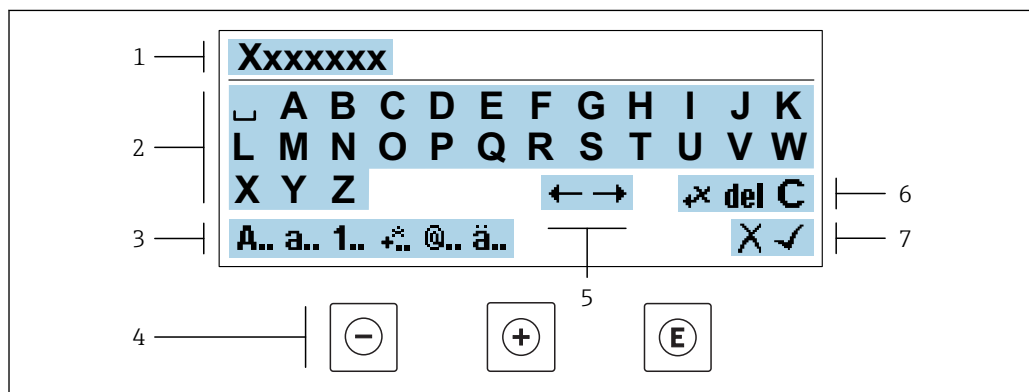 1 Xxxxxxx
␣ A B C D E F G H I J K
2 L M N O P Q R S T U V W
X Y Z ← → +x del C 6
3 A.. a.. 1.. +*.. @.. ä.. X ✓ 7
5
4 − + E